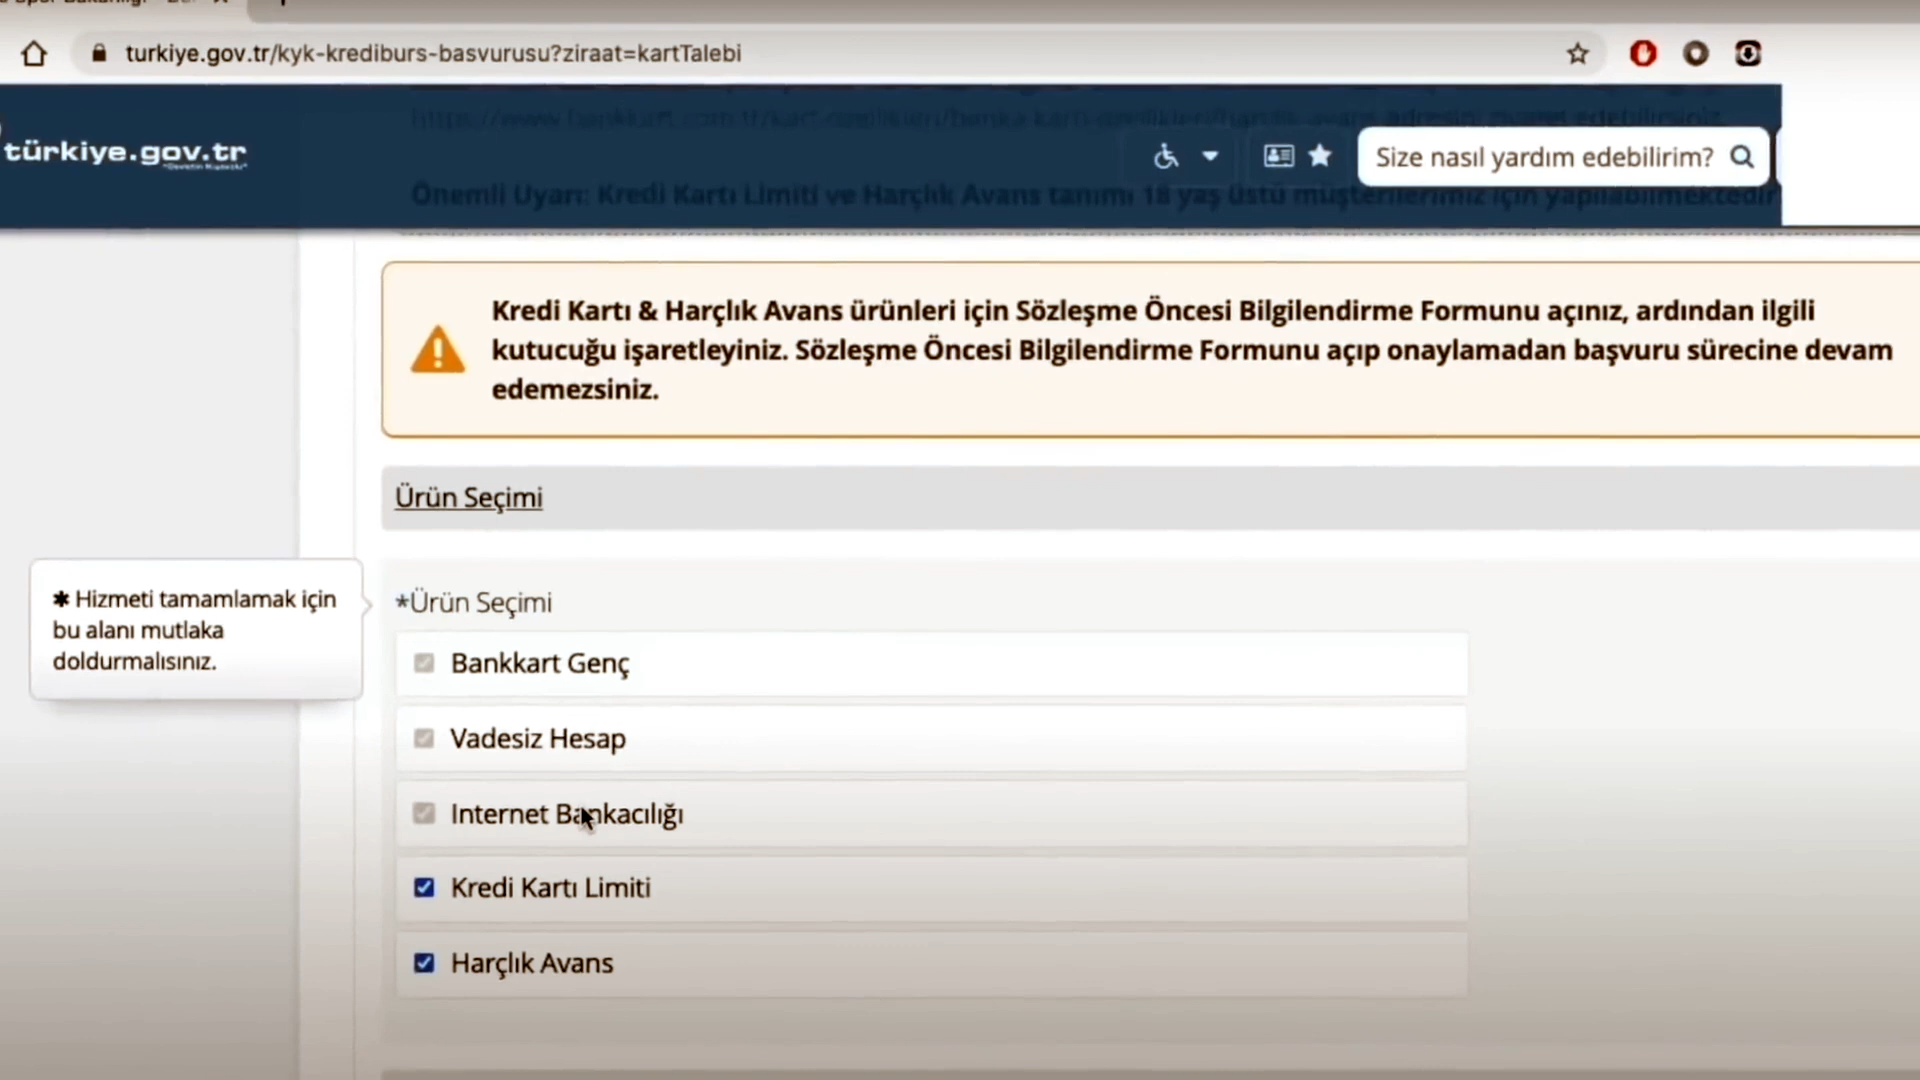 turkiye.gov.tr/kyk-krediburs-basvurusu?ziraat=kartTalebi
türkiye.gov.tr
Size nasıl yardım edebilirim?
Önemli Uyarı: Kredi Kartı Limiti ve Harçlık Avans tanımı 18 yaş üstü müşterilerimiz için yapılabilmektedir
Kredi Kartı & Harçlık Avans ürünleri için Sözleşme Öncesi Bilgilendirme Formunu açınız, ardından ilgili
kutucuğu işaretleyiniz. Sözleşme Öncesi Bilgilendirme Formunu açıp onaylamadan başvuru sürecine devam
edemezsiniz.
Ürün Seçimi
✱ Hizmeti tamamlamak için
bu alanı mutlaka
doldurmalısınız.
*Ürün Seçimi
Bankkart Genç
Vadesiz Hesap
Internet Bankacılığı
Kredi Kartı Limiti
Harçlık Avans